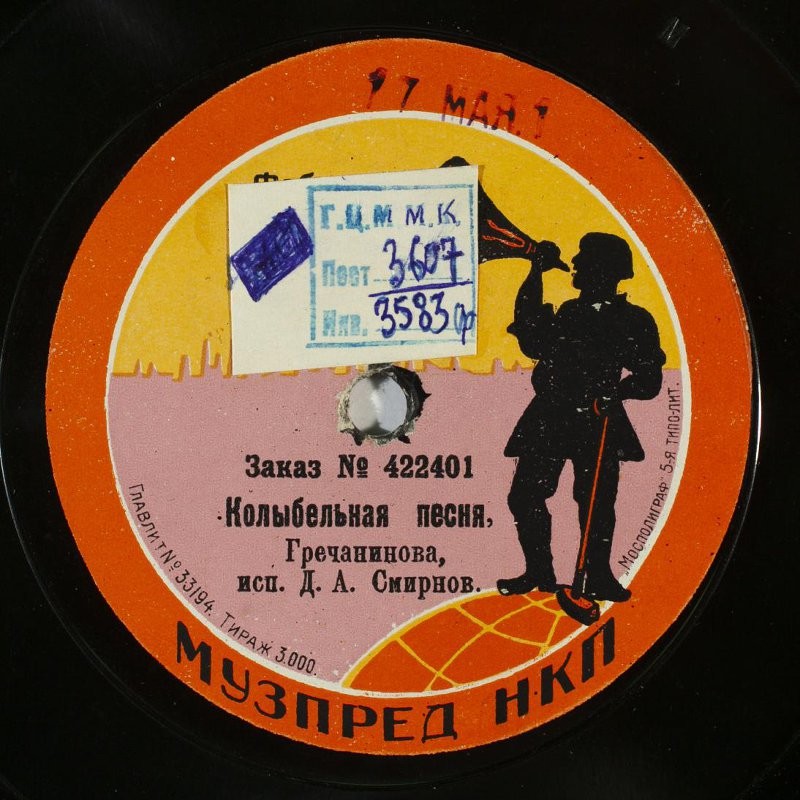 17 МАЯ.1
Г.Ц.М М.К.
Пост 3607
Инв. 3583
Заказ № 422401
Колыбельная песня,
Гречанинова,
исп. Д. А. Смирнов.
ГЛАВЛИТ № 33194. ТИРАЖ 3.000.
„МОСПОЛИГРАФ" 5-Я ТИПО-ЛИТ.
МУЗПРЕД НКП